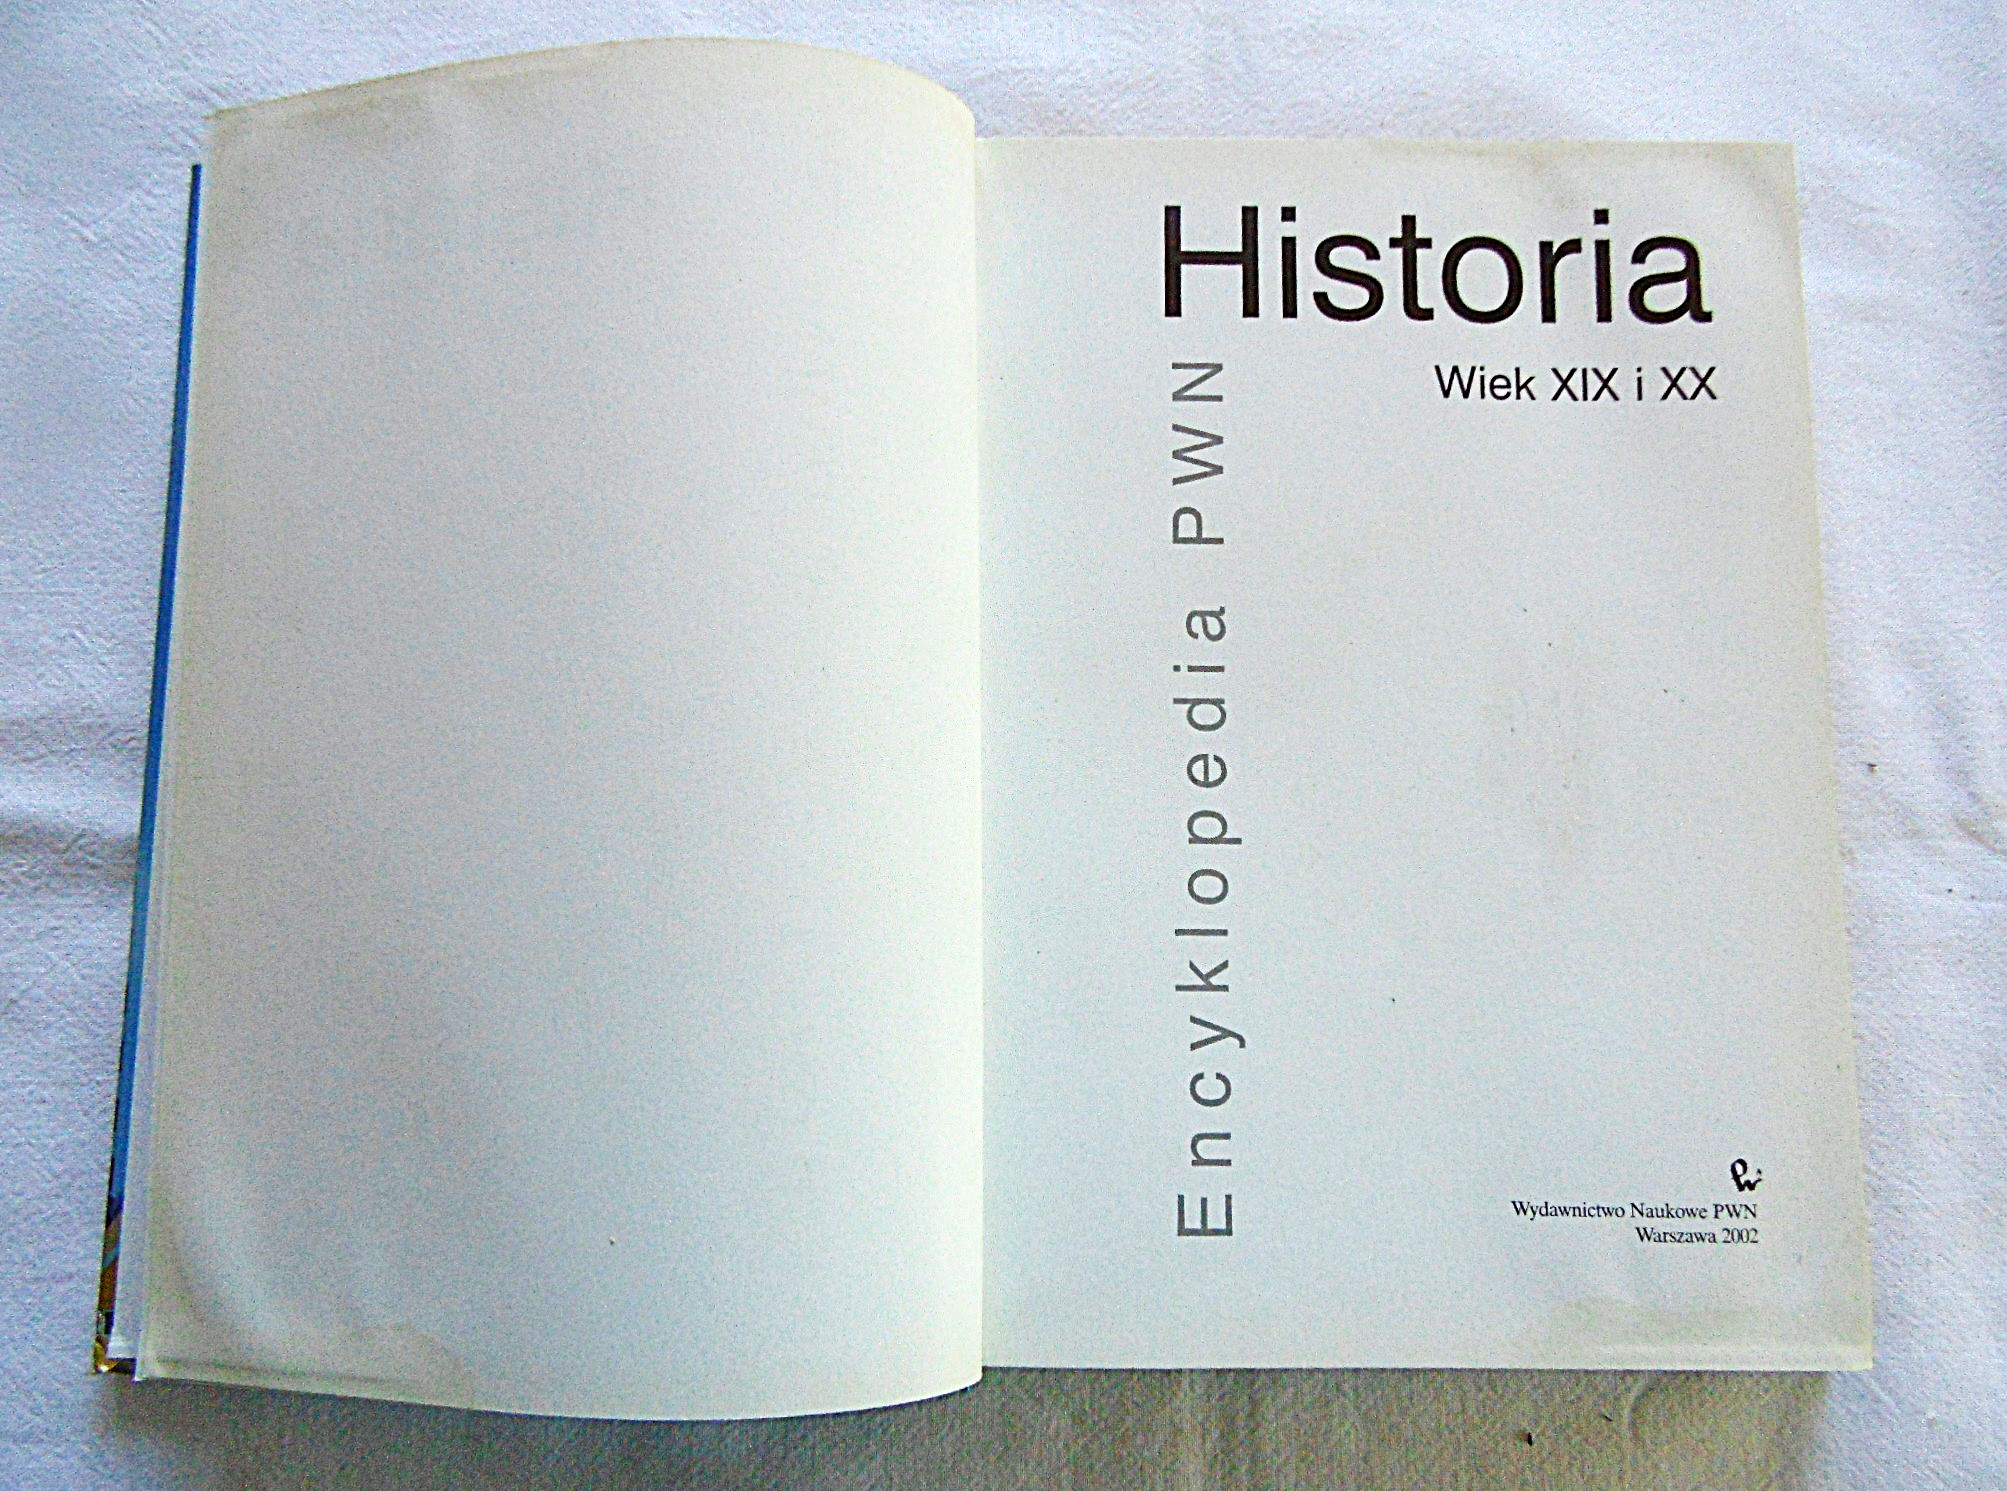 Historia
Wiek XIX i XX
Encyklopedia PWN
Wydawnictwo Naukowe PWN
Warszawa 2002